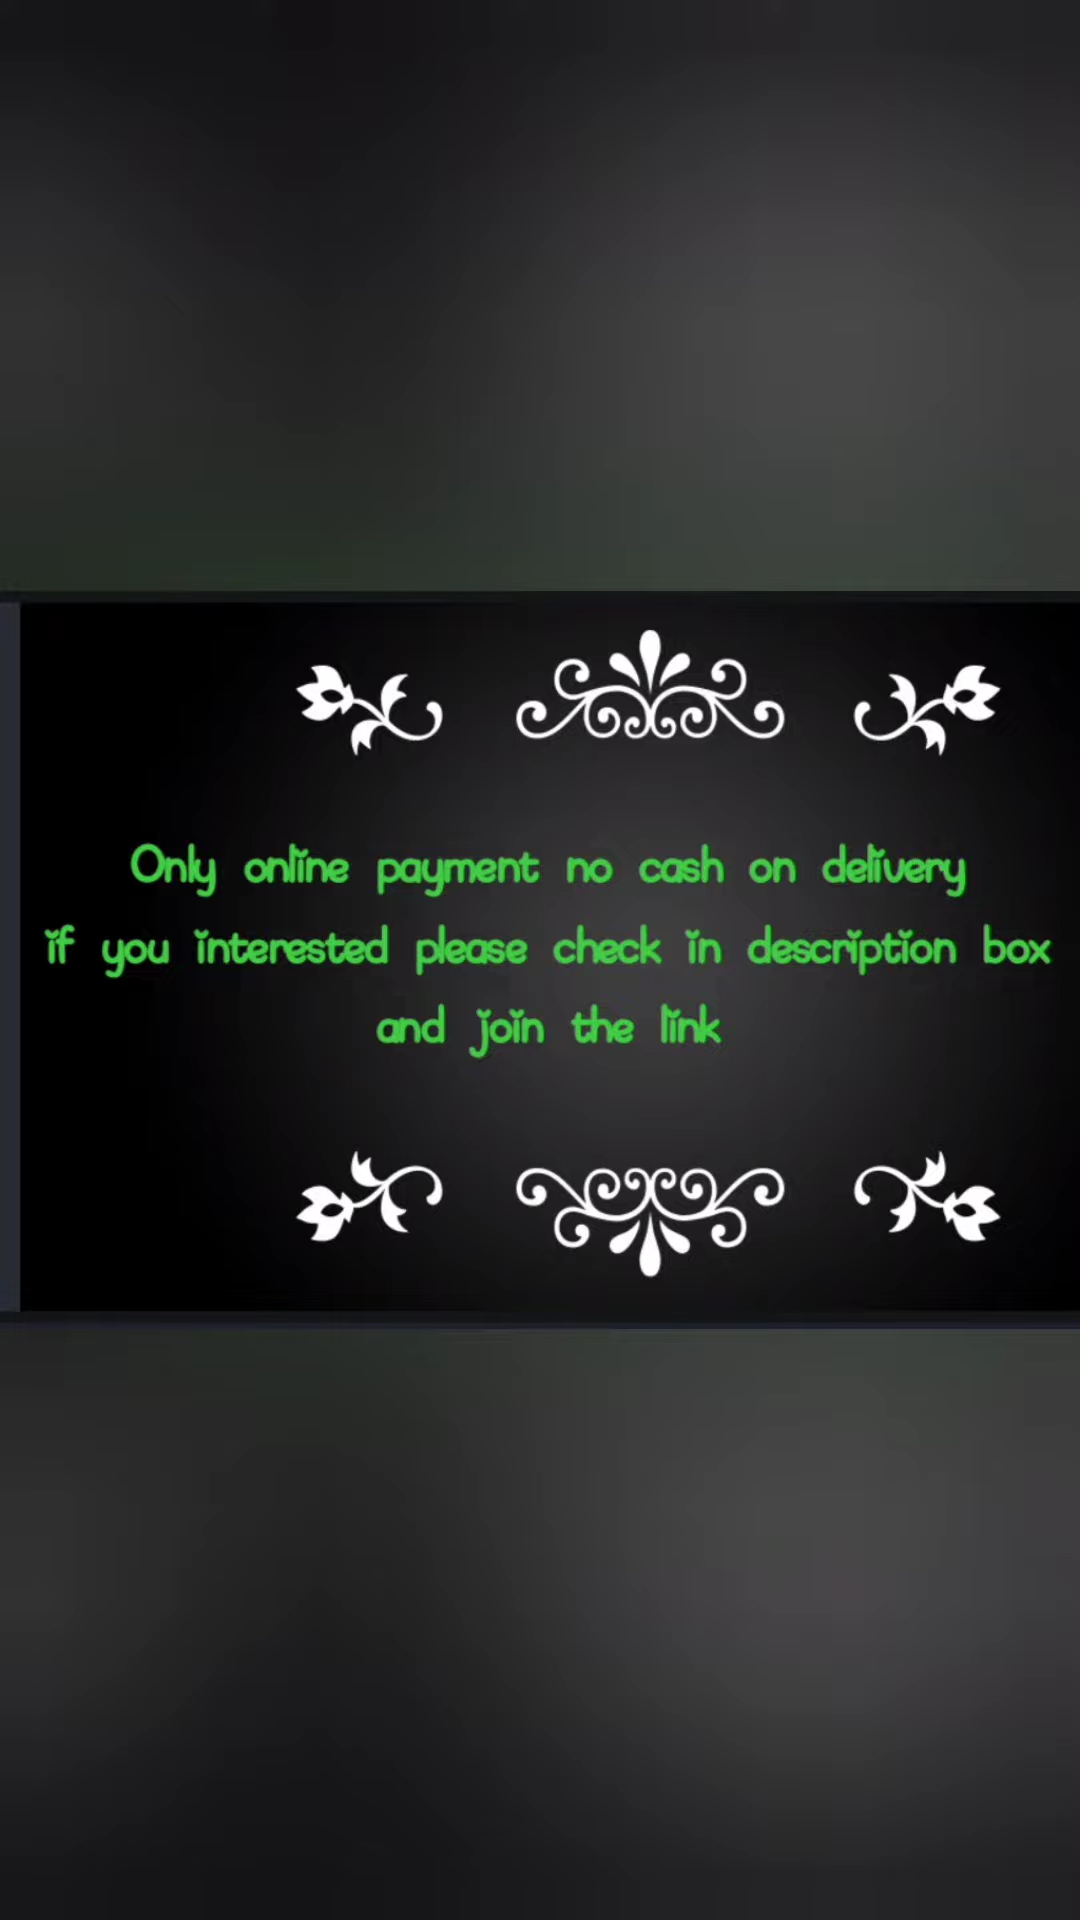 Only online payment no cash on delivery
if you interested please check in description box
and join the link